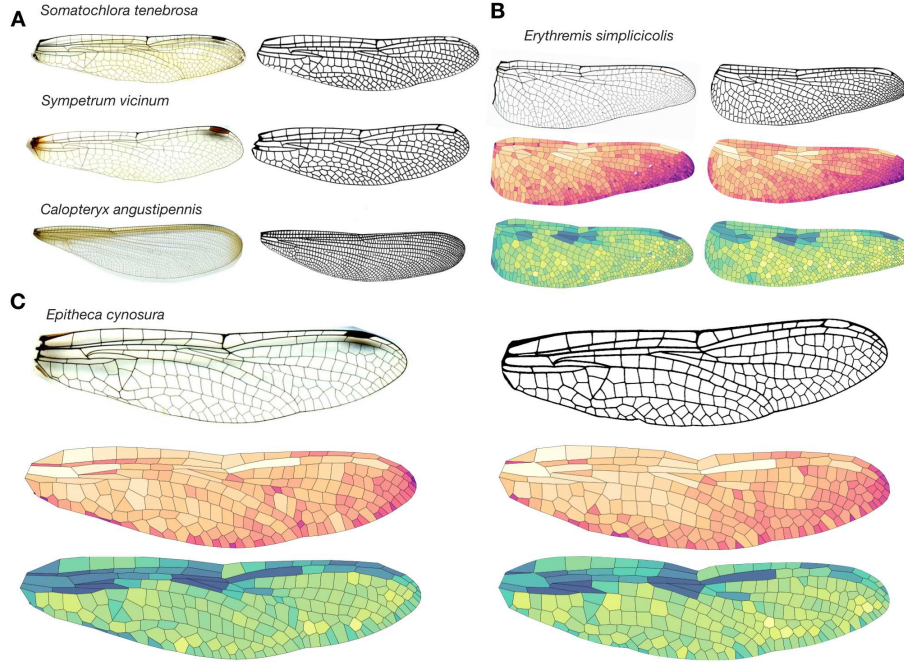 A
Somatochlora tenebrosa
Sympetrum vicinum
Calopteryx angustipennis
B
Erythremis simplicicolis
C
Epitheca cynosura